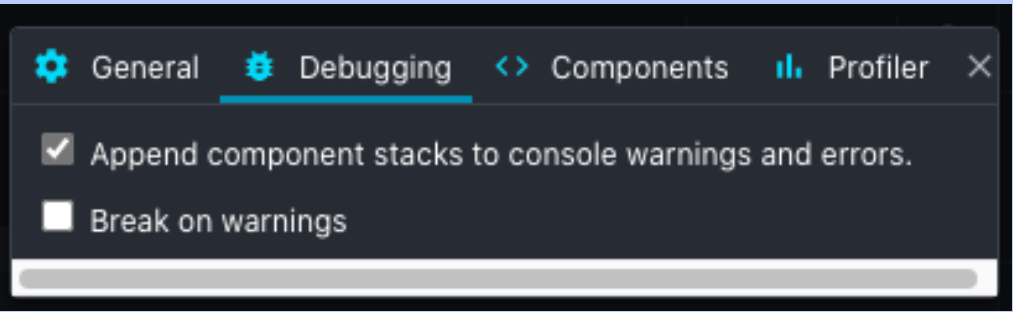 General Debugging Components Profiler
Append component stacks to console warnings and errors.
Break on warnings